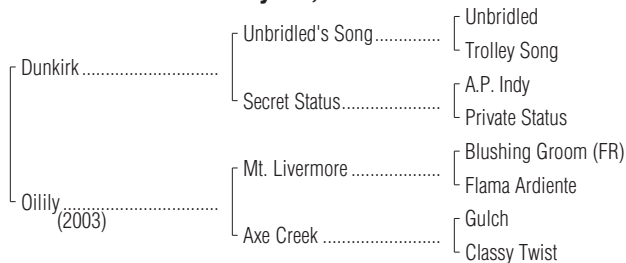 Unbridled
Unbridled's Song..............
Trolley Song
Dunkirk.............................
A.P. Indy
Secret Status.....................
Private Status
Blushing Groom (FR)
Mt. Livermore ...................
Flama Ardiente
Oilily.................................
(2003)
Gulch
Axe Creek .........................
Classy Twist